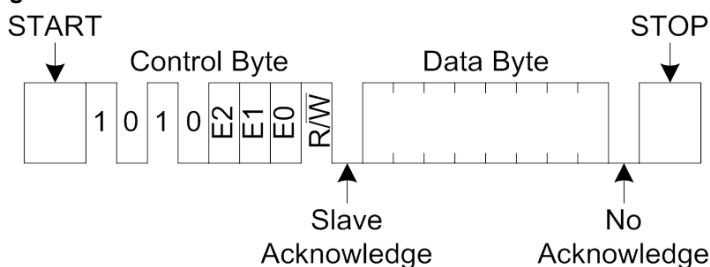 START STOP
Control Byte Data Byte
1 0 1 0 E2 E1 E0 R/W̅
Slave No
Acknowledge Acknowledge